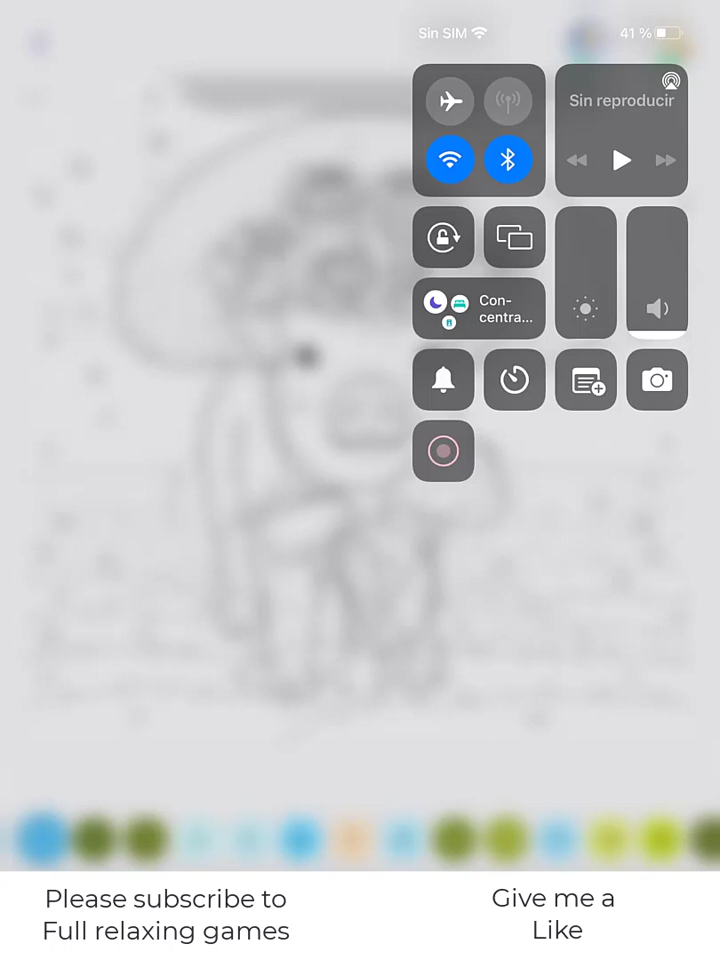 Sin SIM
41 %
Sin reproducir
Con-
centra...
Please subscribe to
Full relaxing games
Give me a
Like